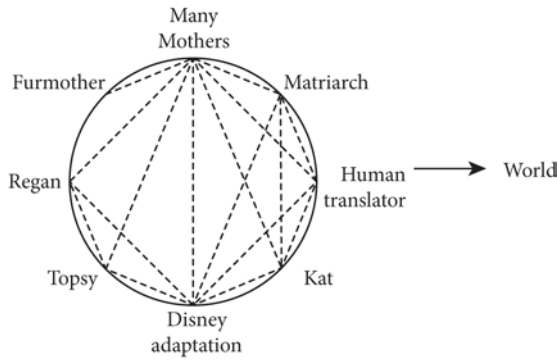 Many
Mothers
Furmother
Matriarch
Regan
Human
translator
World
Topsy
Kat
Disney
adaptation